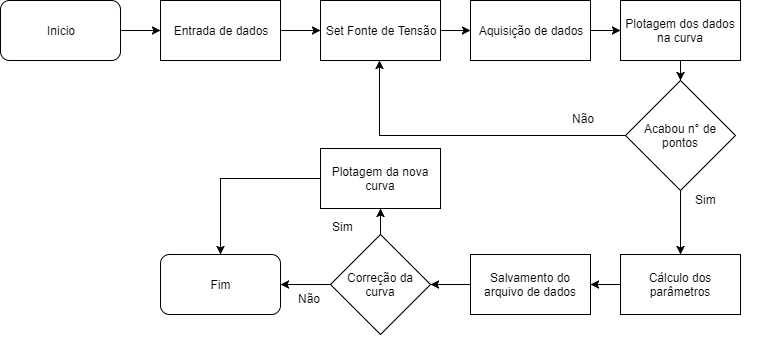 Inicio
Entrada de dados
Set Fonte de Tensão
Aquisição de dados
Plotagem dos dados
na curva
Não
Acabou n° de
pontos
Sim
Plotagem da nova
curva
Sim
Fim
Não
Correção da
curva
Salvamento do
arquivo de dados
Cálculo dos
parâmetros